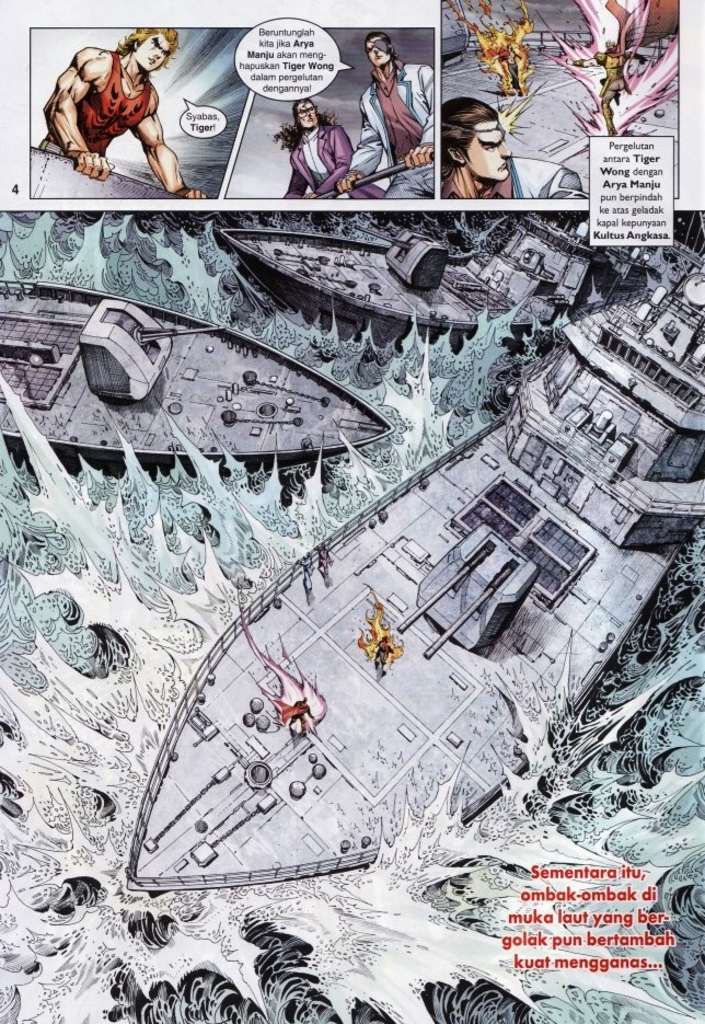 Syabas,
Tiger!
Beruntunglah
kita jika Arya
Manju akan meng-
hapuskan Tiger Wong
dalam pergelutan
dengannya!
Pergelutan
antara Tiger
Wong dengan
Arya Manju
pun berpindah
ke atas geladak
kapal kepunyaan
Kultus Angkasa.
4
Sementara itu,
ombak-ombak di
muka laut yang ber-
golak pun bertambah
kuat mengganas...